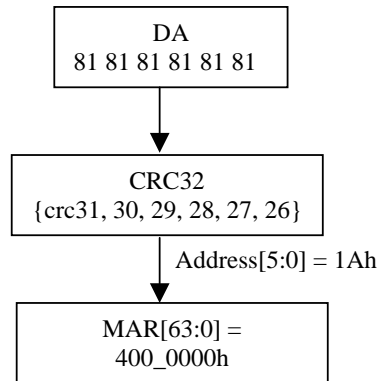 DA
81 81 81 81 81 81
CRC32
{crc31, 30, 29, 28, 27, 26}
Address[5:0] = 1Ah
MAR[63:0] =
400_0000h